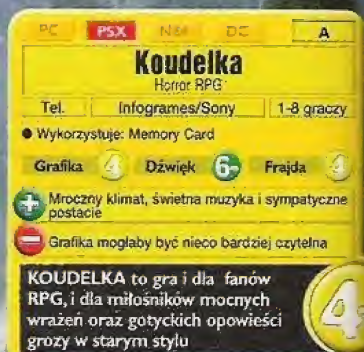 PC PSX N64 DC A
Koudelka
Horror RPG
Tel. Infogrames/Sony 1-8 graczy
Wykorzystuje: Memory Card
Grafika 4 Dźwięk 6- Frajda 4
+ Mroczny klimat, świetna muzyka i sympatyczne
postacie
- Grafika mogłaby być nieco bardziej czytelna
KOUDELKA to gra i dla fanów
RPG, i dla miłośników mocnych
wrażeń oraz gotyckich opowieści
grozy w starym stylu
4